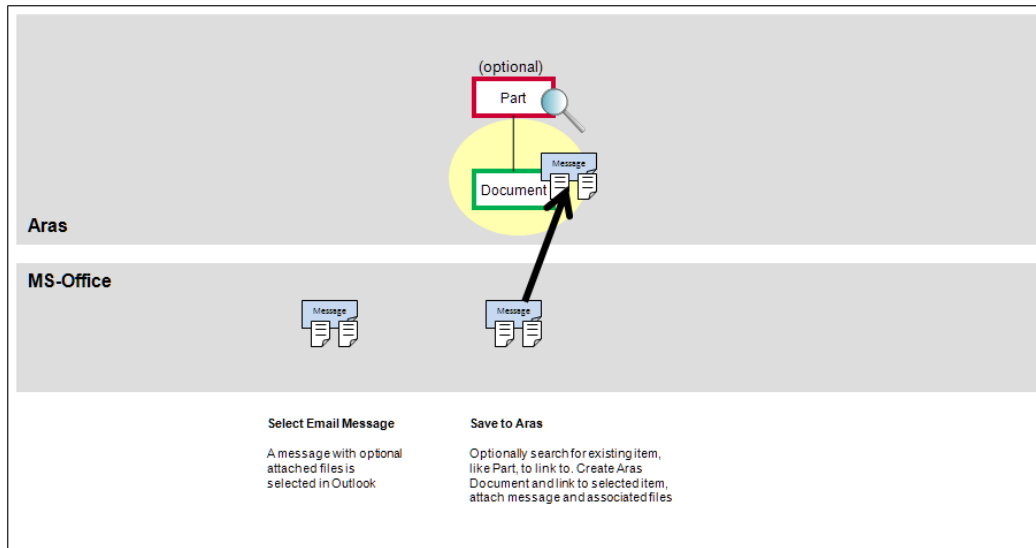 (optional)
Part
Message
Document
Aras
MS-Office
Message
Message
Select Email Message
A message with optional
attached files is
selected in Outlook
Save to Aras
Optionally search for existing item,
like Part, to link to. Create Aras
Document and link to selected item,
attach message and associated files